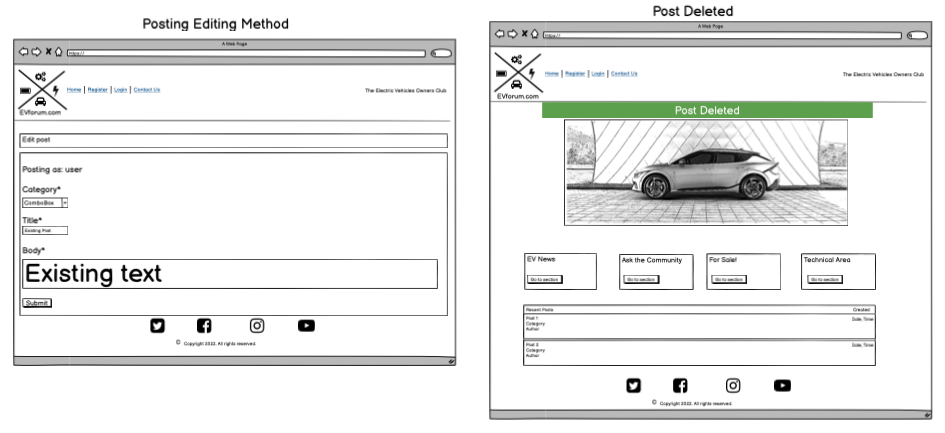 Posting Editing Method
A Web Page
https://
EVforum.com
Home | Register | Login | Contact Us
The Electric Vehicles Owners Club
Edit post
Posting as: user
Category*
ComboBox
Title*
Existing Post
Body*
Existing text
Submit
© Copyright 2022. All rights reserved.
Post Deleted
A Web Page
https://
EVforum.com
Home | Register | Login | Contact Us
The Electric Vehicles Owners Club
Post Deleted
EV News
Go to section
Ask the Community
Go to section
For Sale!
Go to section
Technical Area
Go to section
Recent Posts Created
Post 1 Date, Time
Category
Author
Post 2 Date, Time
Category
Author
© Copyright 2022. All rights reserved.